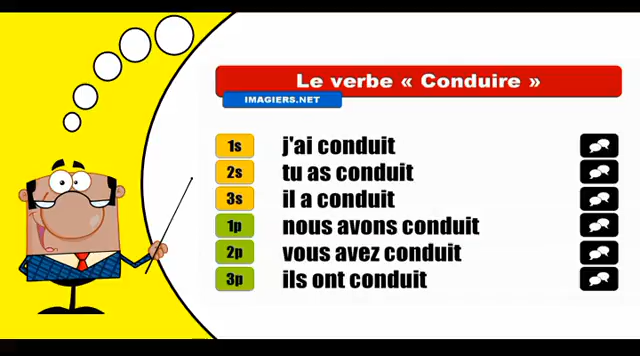 Le verbe « Conduire »
IMAGIERS.NET
1s j'ai conduit
2s tu as conduit
3s il a conduit
1p nous avons conduit
2p vous avez conduit
3p ils ont conduit